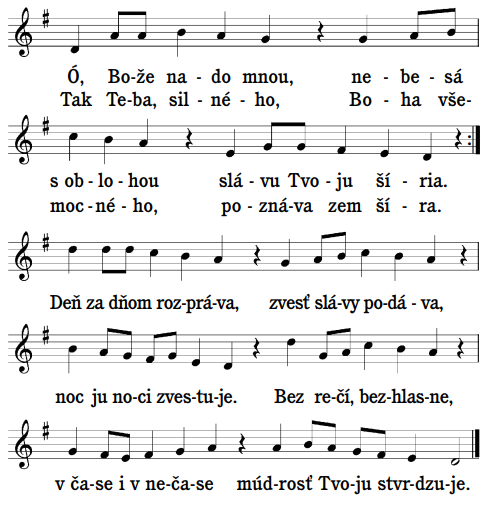 Ó, Bo-že na - do mnou, ne - be - sá
Tak Te-ba, sil - né - ho, Bo - ha vše-
s ob - lo - hou slá - vu Tvo - ju ší - ria.
moc - né - ho, po - zná-va zem ší - ra.
Deň za dňom roz-prá-va, zvesť slá-vy po-dá - va,
noc ju no-ci zves-tu-je. Bez re-čí, bez-hlas-ne,
v ča-se i v ne-ča-se múd-rosť Tvo-ju stvr-dzu-je.